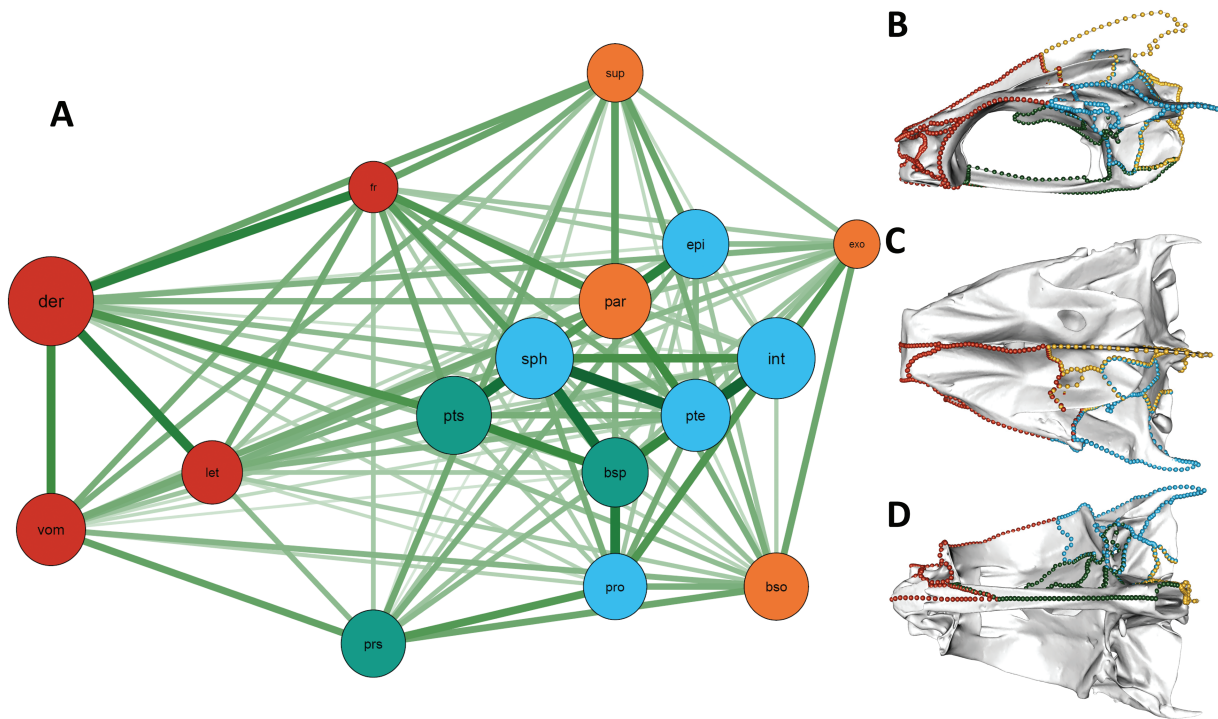 A
sup
fr
epi
exo
der
par
sph
int
pts
pte
let
bsp
vom
pro
bso
prs
B
C
D